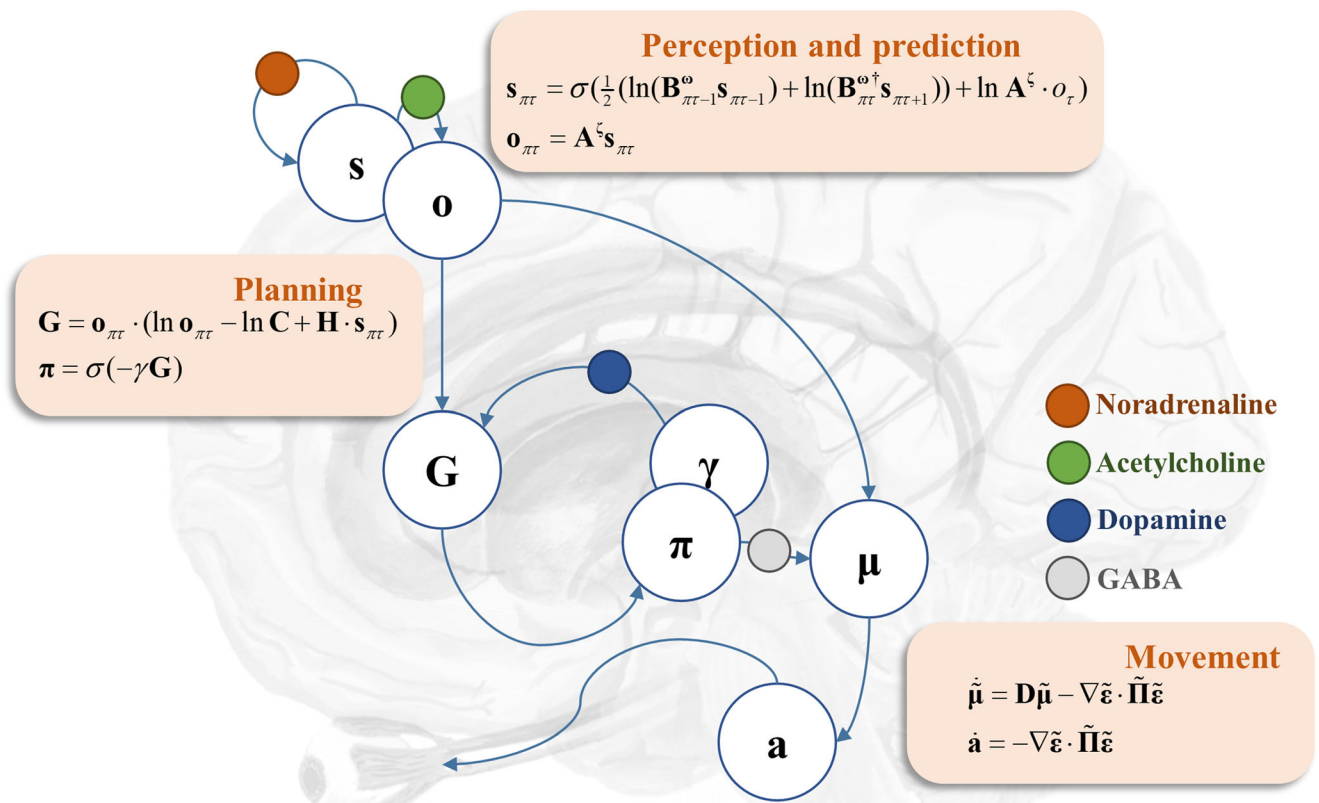 Perception and prediction
𝐬_πτ = σ(½(ln(𝐁^ω_πτ−1 𝐬_πτ−1) + ln(𝐁^ω†_πτ 𝐬_πτ+1)) + ln 𝐀^ζ · o_τ)
𝐨_πτ = 𝐀^ζ 𝐬_πτ
s
o
Planning
𝐆 = 𝐨_πτ · (ln 𝐨_πτ − ln 𝐂 + 𝐇 · 𝐬_πτ)
π = σ(−γ𝐆)
Noradrenaline
Acetylcholine
Dopamine
GABA
G
γ
π
μ
a
Movement
μ̃̇ = Dμ̃ − ∇ε̃ · Π̃ε̃
ȧ = −∇ε̃ · Π̃ε̃